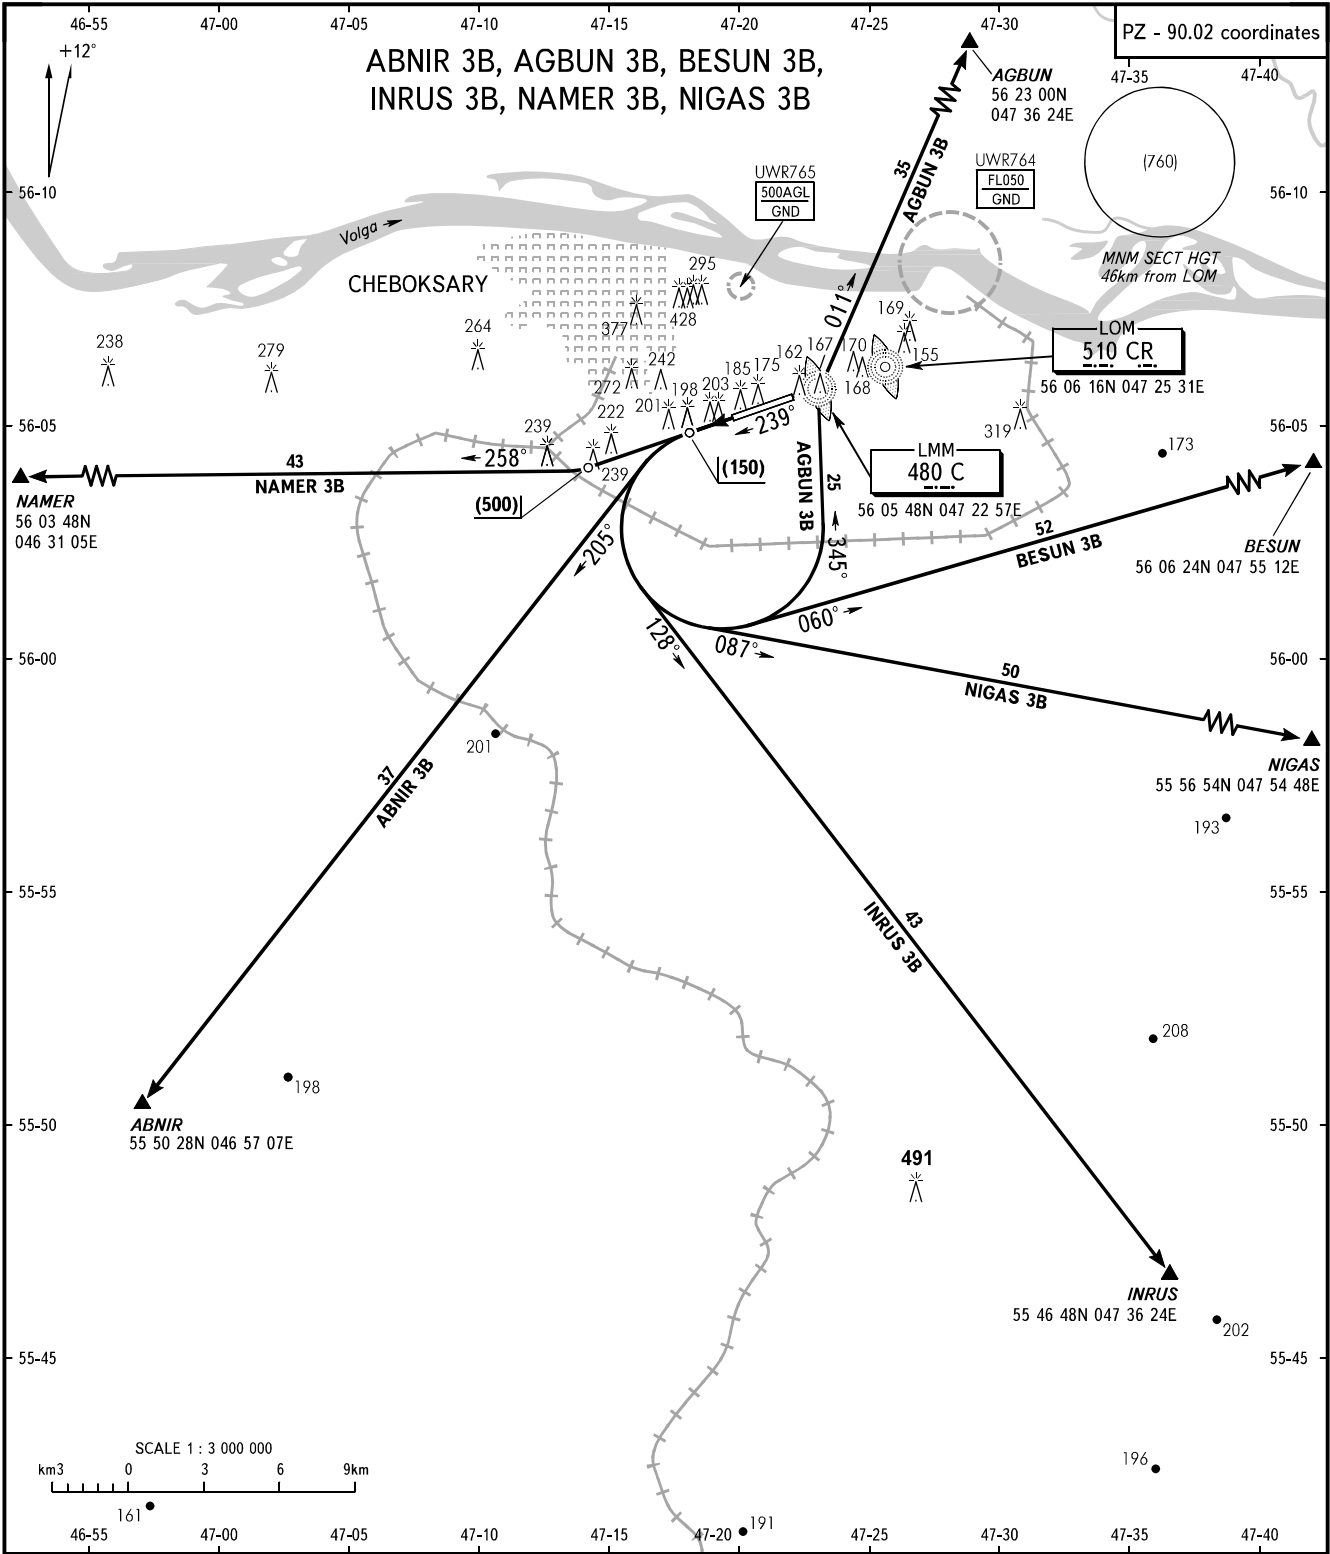 46-55 47-00 47-05 47-10 47-15 47-20 47-25 47-30
PZ - 90.02 coordinates
47-35 47-40
+12°
ABNIR 3B, AGBUN 3B, BESUN 3B,
INRUS 3B, NAMER 3B, NIGAS 3B
AGBUN
56 23 00N
047 36 24E
35
AGBUN 3B
UWR765
500AGL
GND
UWR764
FL050
GND
(760)
MNM SECT HGT
46km from LOM
56-10
56-10
Volga
CHEBOKSARY
295
428
377
011°
169
238
279
264
272
242
198
201
203
185
175
162
167
170
168
155
LOM
510 CR
56 06 16N 047 25 31E
222
239
239
319
173
56-05
56-05
239°
(150)
LMM
480 C
56 05 48N 047 22 57E
AGBUN 3B
25
345°
43
NAMER 3B
258°
(500)
NAMER
56 03 48N
046 31 05E
205°
52
BESUN 3B
BESUN
56 06 24N 047 55 12E
060°
128°
087°
56-00
56-00
50
NIGAS 3B
NIGAS
55 56 54N 047 54 48E
201
37
ABNIR 3B
193
55-55
55-55
43
INRUS 3B
208
198
ABNIR
55 50 28N 046 57 07E
55-50
55-50
491
INRUS
55 46 48N 047 36 24E
202
55-45
55-45
SCALE 1 : 3 000 000
km3 0 3 6 9km
196
161
191
46-55 47-00 47-05 47-10 47-15 47-20 47-25 47-30 47-35 47-40